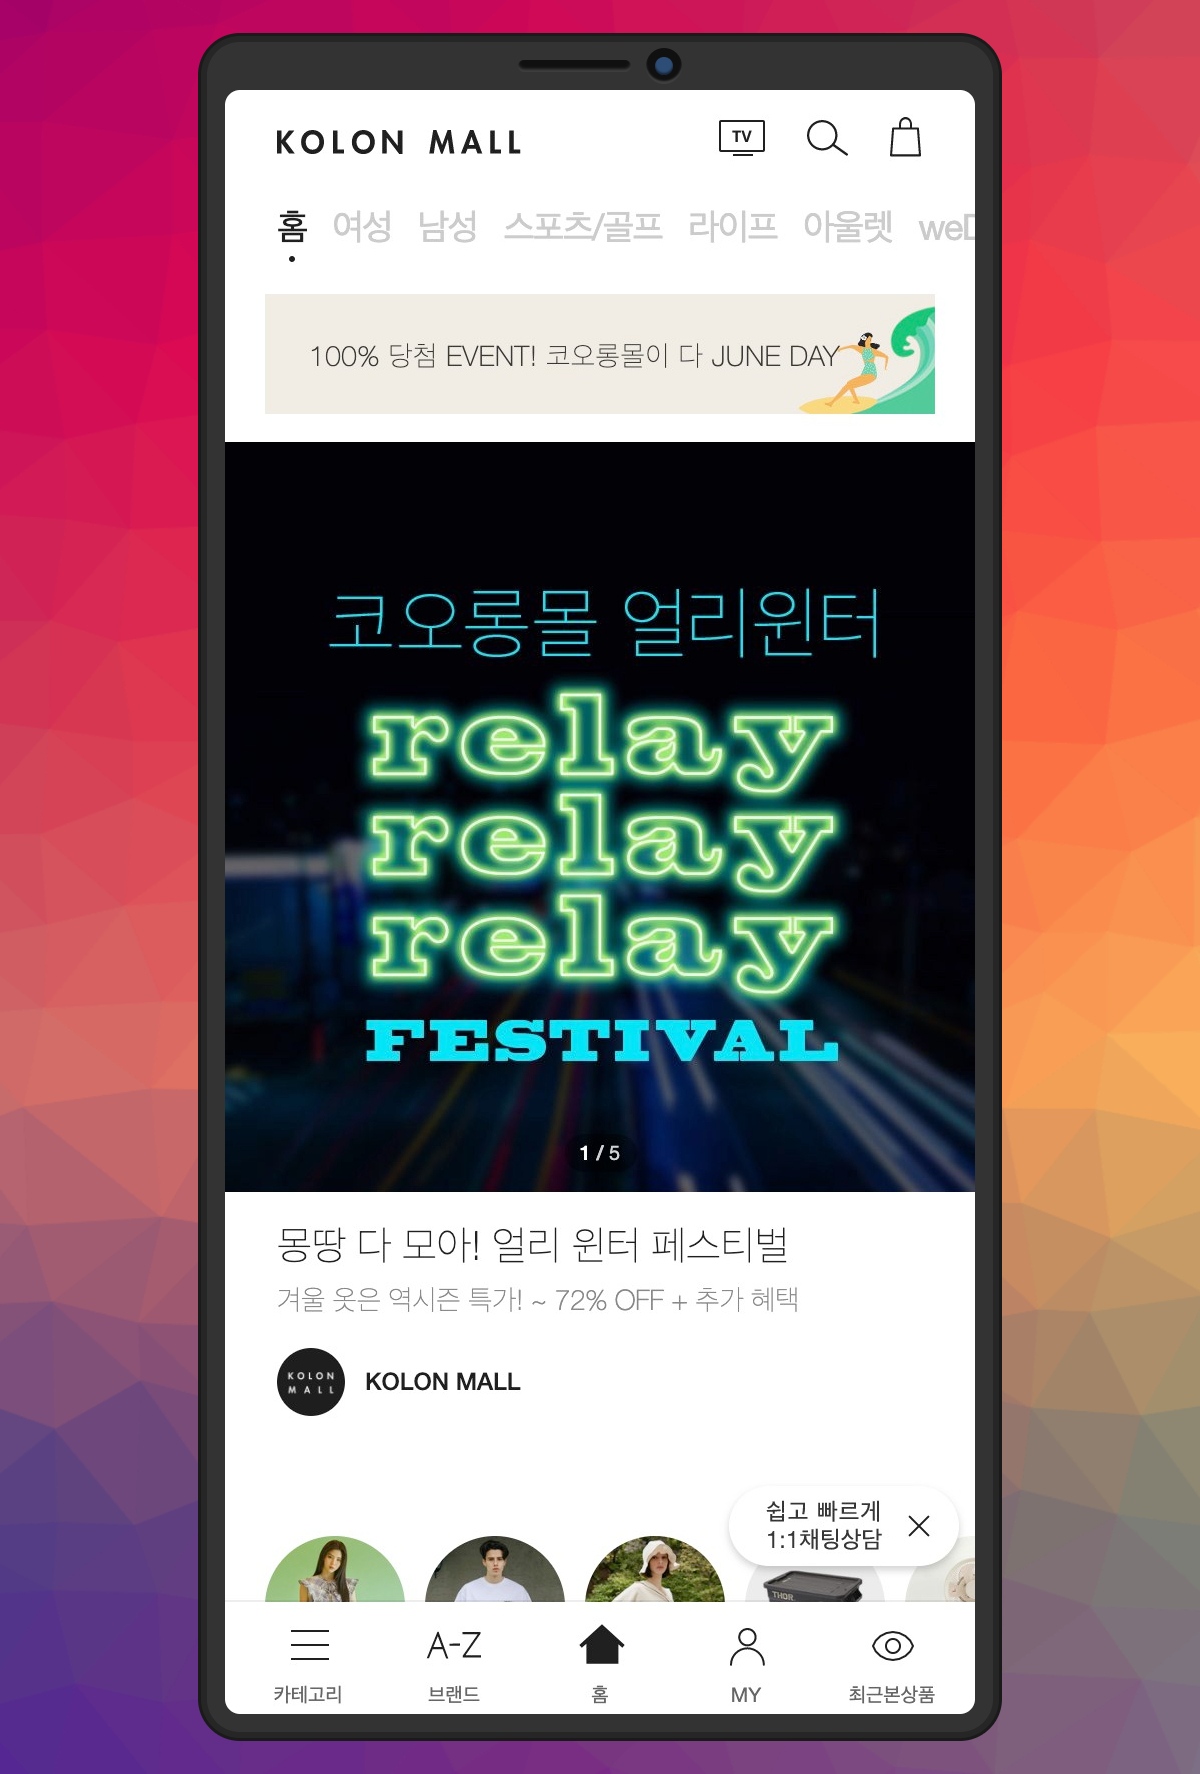 KOLON MALL
TV
홈 여성 남성 스포츠/골프 라이프 아울렛 weD
100% 당첨 EVENT! 코오롱몰이 다 JUNE DAY
코오롱몰 얼리윈터
relay
relay
relay
FESTIVAL
1 / 5
몽땅 다 모아! 얼리 윈터 페스티벌
겨울 옷은 역시즌 특가! ~ 72% OFF + 추가 혜택
KOLON
MALL
KOLON MALL
쉽고 빠르게
1:1채팅상담
THOR
A-Z
카테고리 브랜드 홈 MY 최근본상품